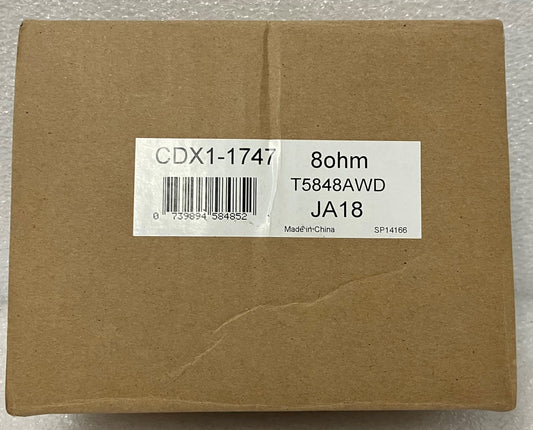 CDX1-1747 8ohm
T5848AWD
0 739894 584852 JA18
Made in China SP14166